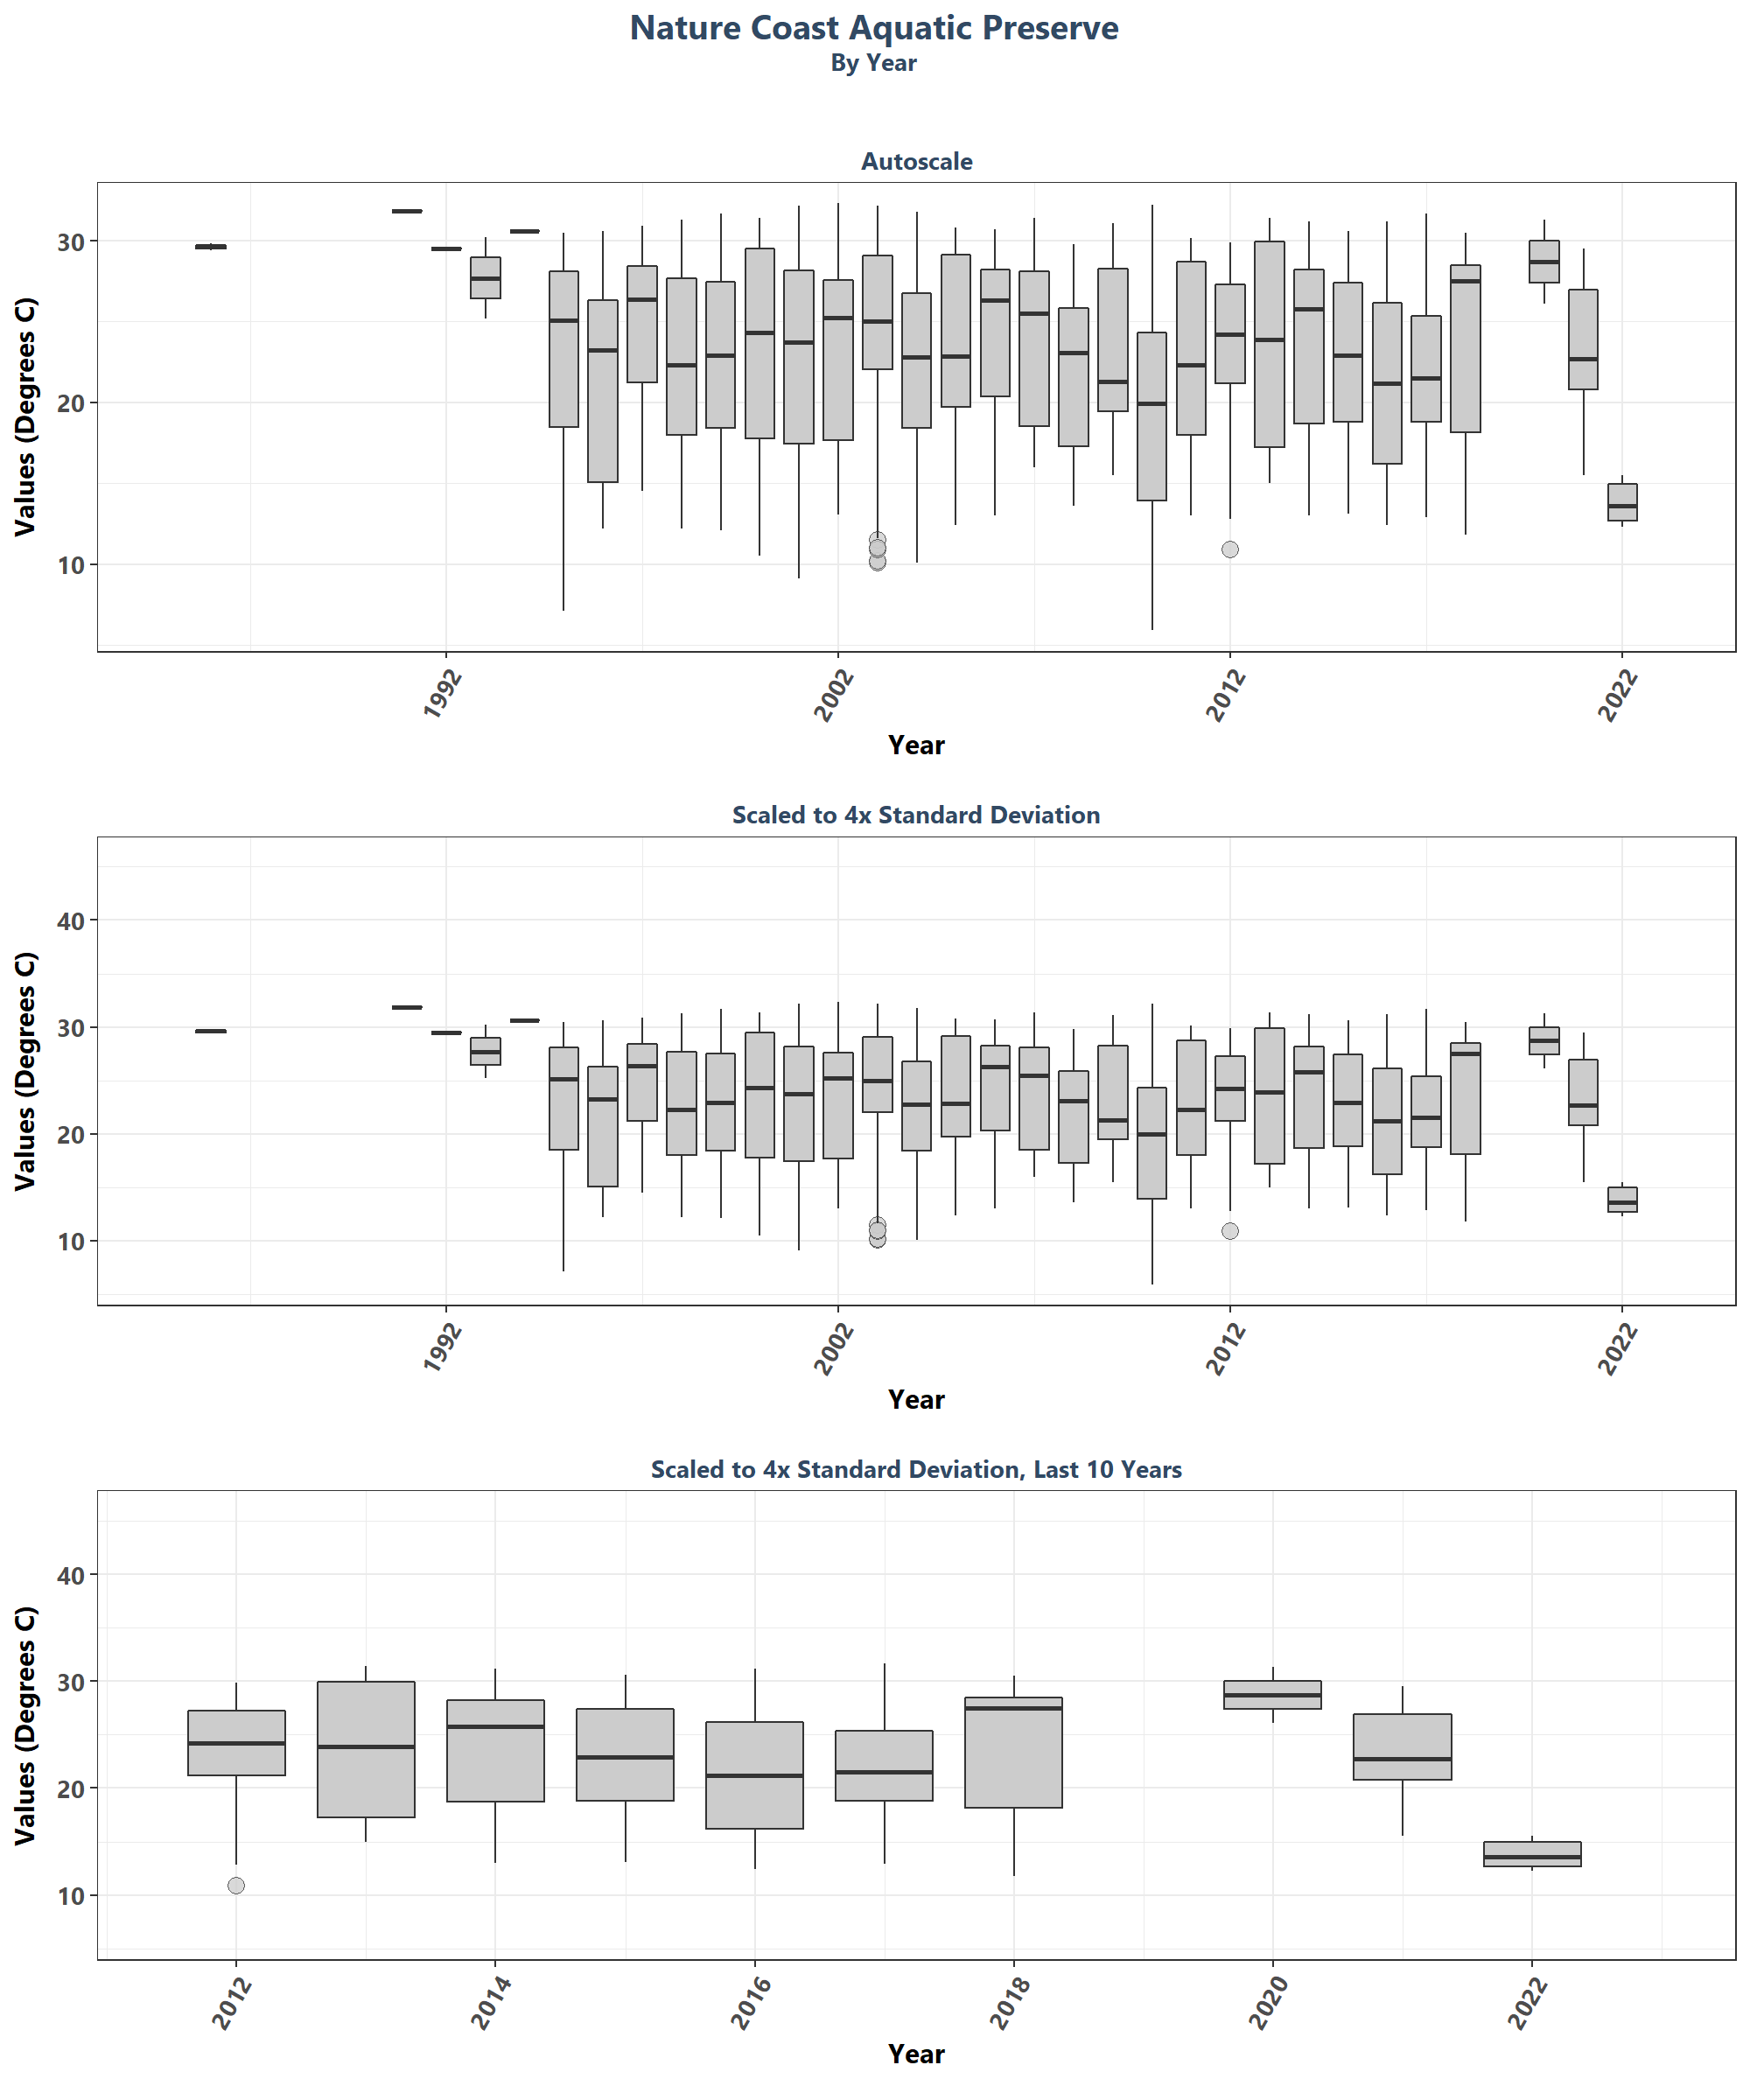 Nature Coast Aquatic Preserve
By Year
Autoscale
Values (Degrees C)
30
20
10
1992
2002
2012
2022
Year
Scaled to 4x Standard Deviation
Values (Degrees C)
40
30
20
10
1992
2002
2012
2022
Year
Scaled to 4x Standard Deviation, Last 10 Years
Values (Degrees C)
40
30
20
10
2012
2014
2016
2018
2020
2022
Year